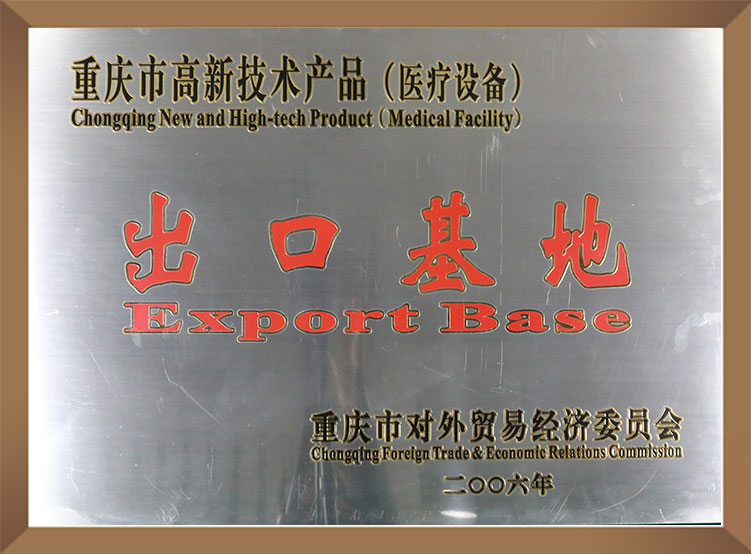 重庆市高新技术产品（医疗设备）
Chongqing New and High-tech Product (Medical Facility)
出口基地
Export Base
重庆市对外贸易经济委员会
Chongqing Foreign Trade & Economic Relations Commission
二〇〇六年